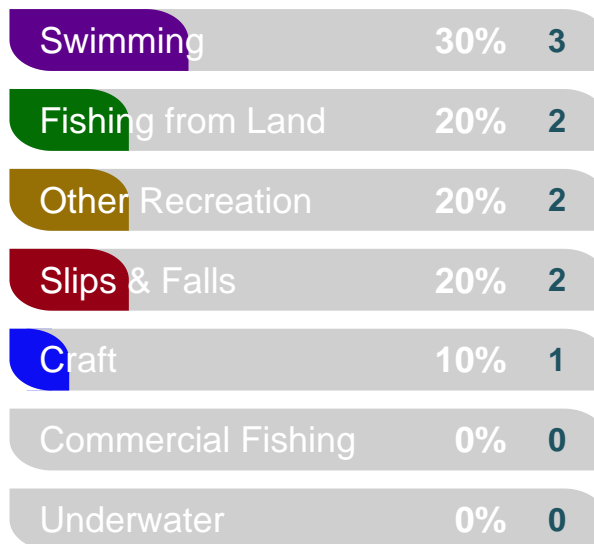 Swimming 30% 3
Fishing from Land 20% 2
Other Recreation 20% 2
Slips & Falls 20% 2
Craft 10% 1
Commercial Fishing 0% 0
Underwater 0% 0